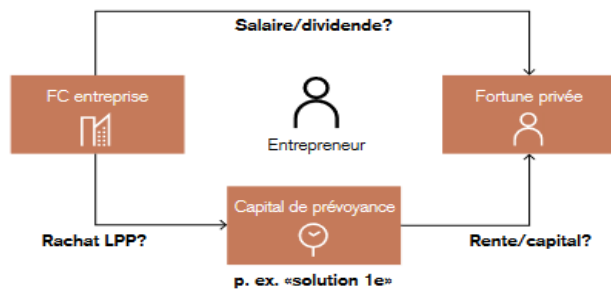 Salaire/dividende?
FC entreprise
Fortune privée
Entrepreneur
Capital de prévoyance
Rachat LPP?
Rente/capital?
p. ex. «solution 1e»